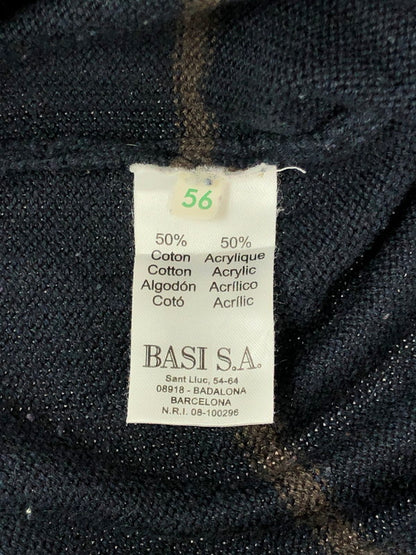 56
50% 50%
Coton Acrylique
Cotton Acrylic
Algodón Acrílico
Cotó Acrílic
BASI S.A.
Sant Lluc, 54-64
08918 - BADALONA
BARCELONA
N.R.I. 08-100296